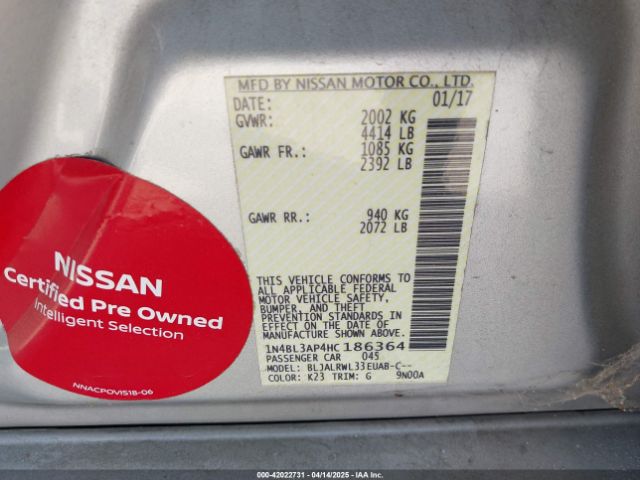 MFD BY NISSAN MOTOR CO., LTD.
DATE: 01/17
GVWR: 2002 KG
4414 LB
GAWR FR.: 1085 KG
2392 LB
GAWR RR.: 940 KG
2072 LB
THIS VEHICLE CONFORMS TO
ALL APPLICABLE FEDERAL
MOTOR VEHICLE SAFETY,
BUMPER, AND THEFT
PREVENTION STANDARDS IN
EFFECT ON THE DATE OF
MANUFACTURE SHOWN ABOVE.
1N4BL3AP4HC 186364
PASSENGER CAR 045
MODEL: BLJALRWL33EUAB-C--
COLOR: K23 TRIM: G 9N00A
NISSAN
Certified Pre Owned
Intelligent Selection
NNACPOVIS18-06
000-42022731 | 04/14/2025 | IAA Inc.